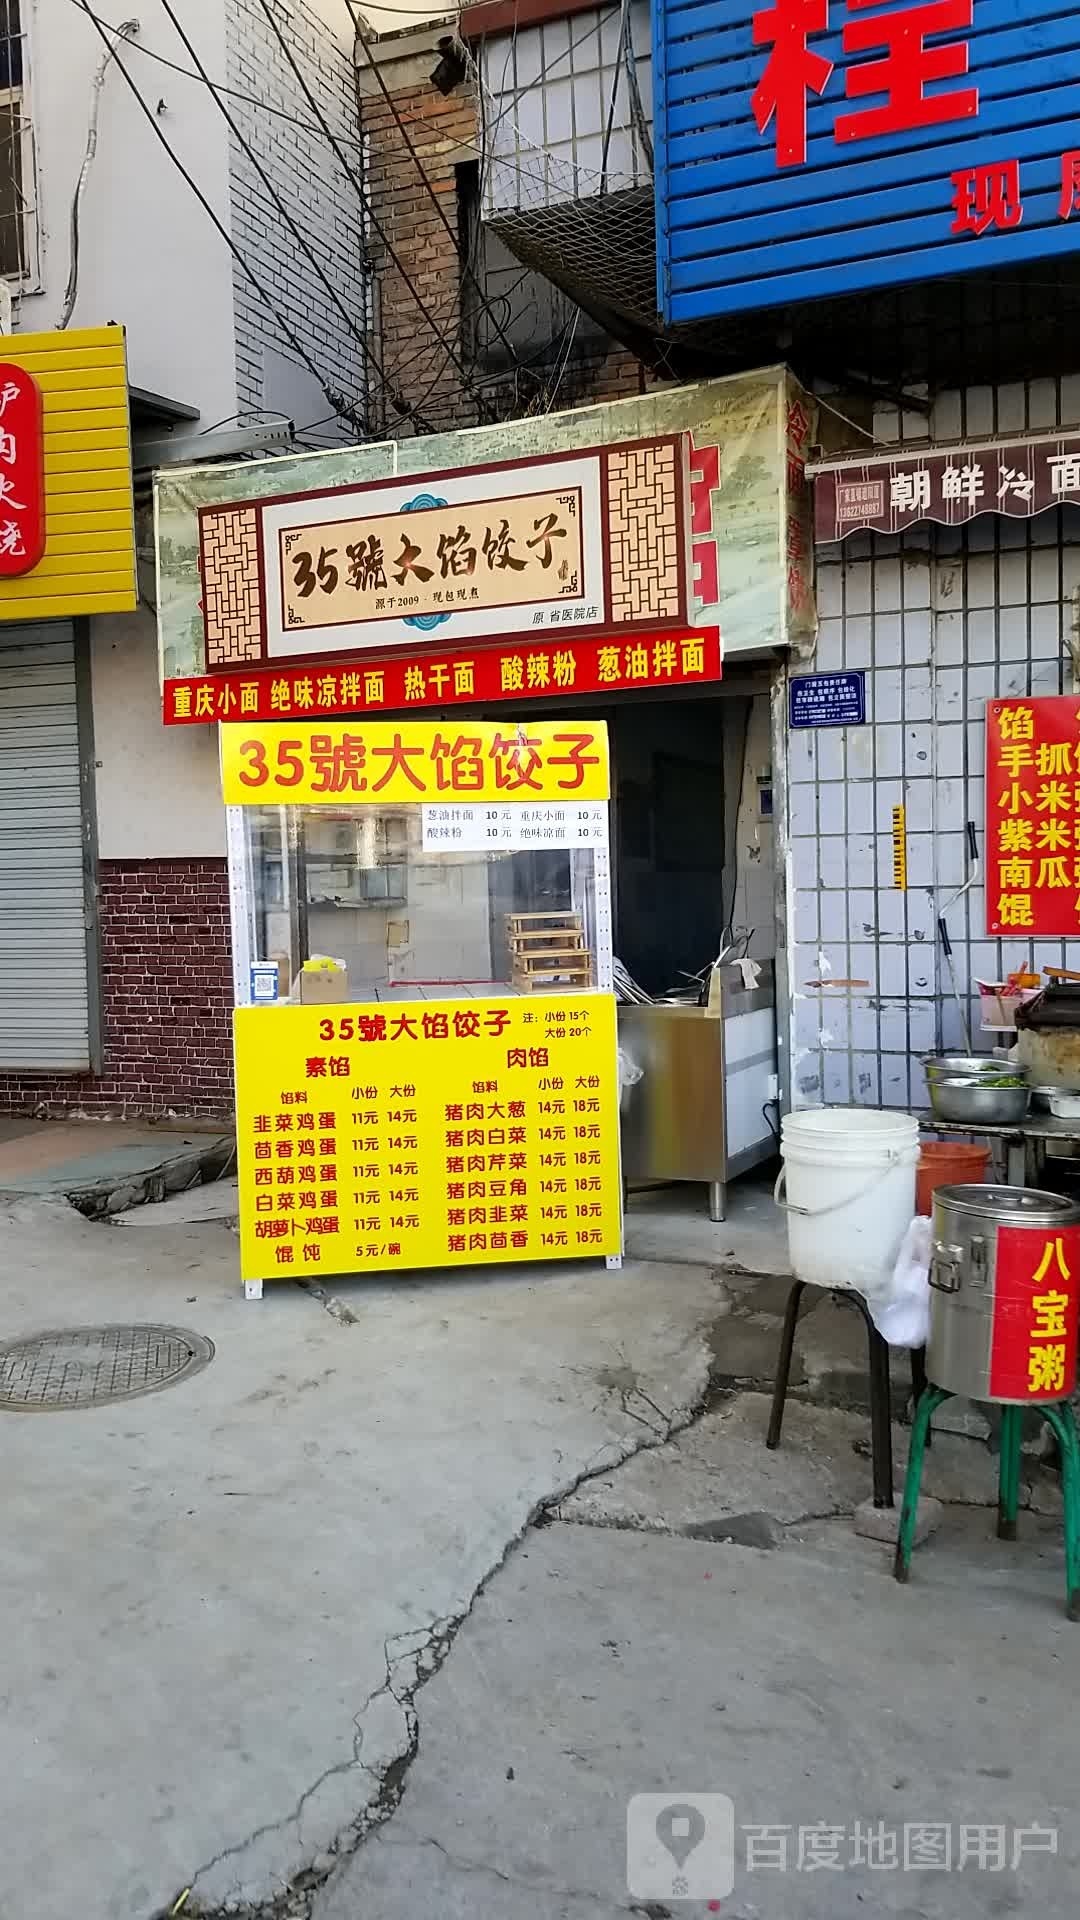 桂
现
炉肉火烧
35號大馅饺子
源于2009·现包现煮
原 省医院店
冷面
朝鲜冷面
13622748887
重庆小面 绝味凉拌面 热干面 酸辣粉 葱油拌面
35號大馅饺子
葱油拌面 10元 重庆小面 10元
酸辣粉 10元 绝味凉面 10元
馅
手抓
小米
紫米
南瓜
馄
35號大馅饺子 注：小份15个
大份20个
素馅 肉馅
馅料 小份 大份 馅料 小份 大份
韭菜鸡蛋 11元 14元 猪肉大葱 14元 18元
茴香鸡蛋 11元 14元 猪肉白菜 14元 18元
西葫鸡蛋 11元 14元 猪肉芹菜 14元 18元
白菜鸡蛋 11元 14元 猪肉豆角 14元 18元
胡萝卜鸡蛋 11元 14元 猪肉韭菜 14元 18元
馄饨 5元/碗 猪肉茴香 14元 18元
八宝粥
百度地图用户